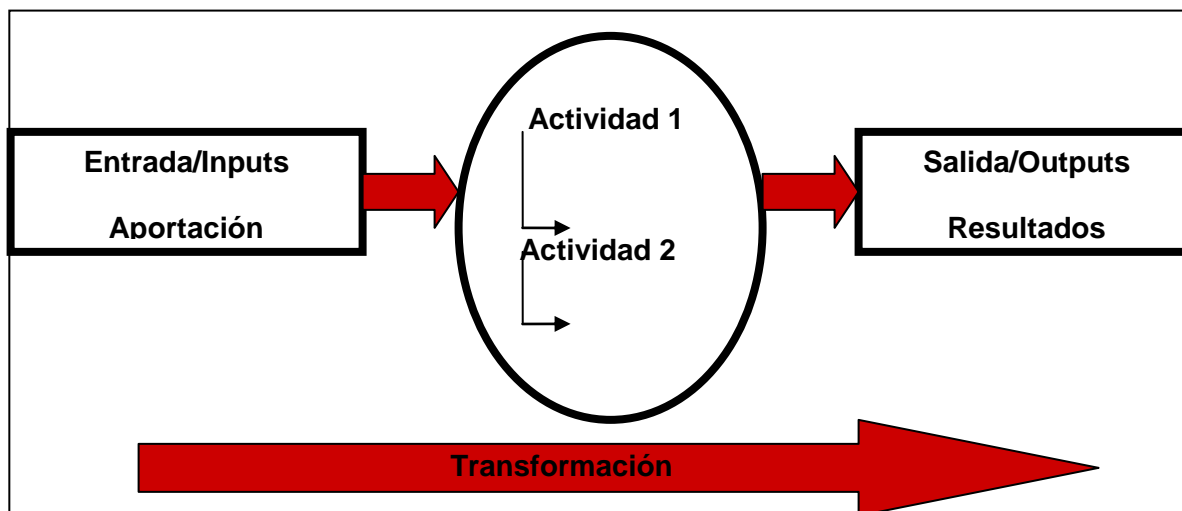 Entrada/Inputs
Aportación
Actividad 1
Actividad 2
Salida/Outputs
Resultados
Transformación